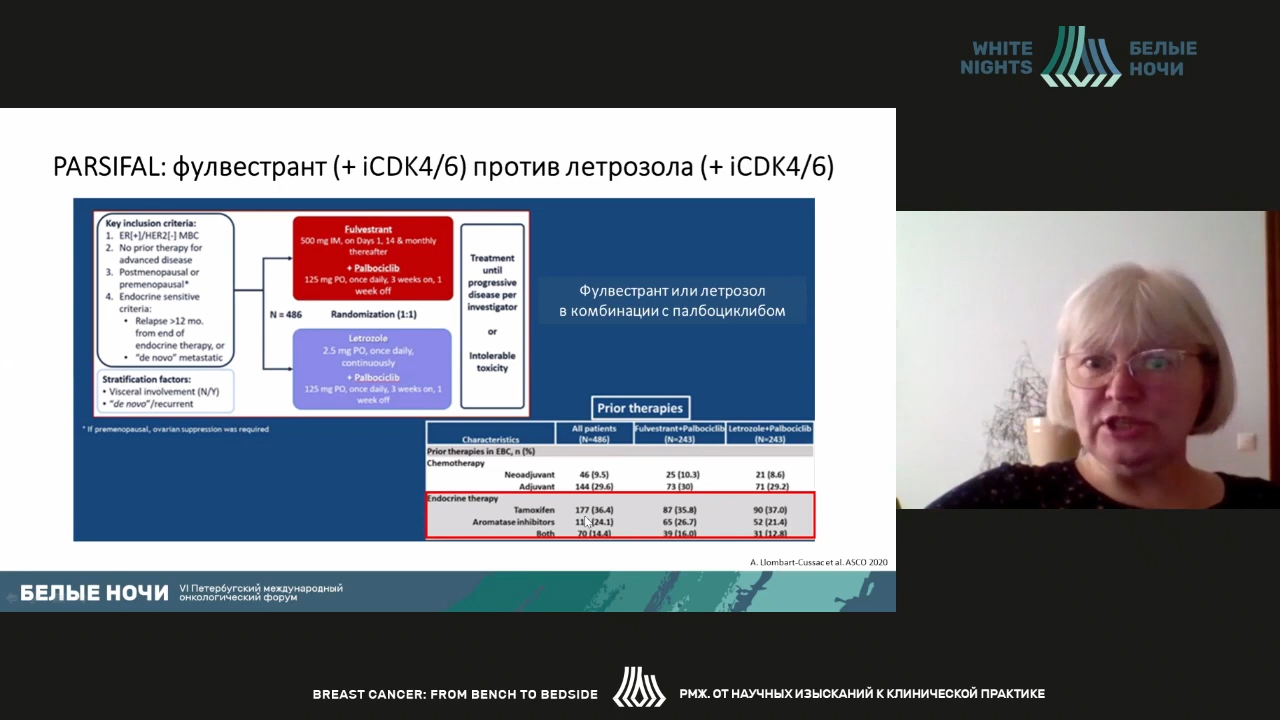 WHITE
NIGHTS
БЕЛЫЕ
НОЧИ
PARSIFAL: фулвестрант (+ iCDK4/6) против летрозола (+ iCDK4/6)
Key inclusion criteria:
1. ER[+]/HER2[-] MBC
2. No prior therapy for
advanced disease
3. Postmenopausal or
premenopausal*
4. Endocrine sensitive
criteria:
• Relapse >12 mo.
from end of
endocrine therapy, or
• "de novo" metastatic
Stratification factors:
• Visceral involvement (N/Y)
• "de novo"/recurrent
* If premenopausal, ovarian suppression was required
N = 486
Randomization (1:1)
Fulvestrant
500 mg IM, on Days 1, 14 & monthly
thereafter
+ Palbociclib
125 mg PO, once daily, 3 weeks on, 1
week off
Letrozole
2.5 mg PO, once daily,
continuously
+ Palbociclib
125 mg PO, once daily, 3 weeks on, 1
week off
Treatment
until
progressive
disease per
investigator
or
Intolerable
toxicity
Фулвестрант или летрозол
в комбинации с палбоциклибом
Prior therapies
All patients Fulvestrant+Palbociclib Letrozole+Palbociclib
Characteristics (N=486) (N=243) (N=243)
Prior therapies in EBC, n (%)
Chemotherapy
Neoadjuvant 46 (9.5) 25 (10.3) 21 (8.6)
Adjuvant 144 (29.6) 73 (30) 71 (29.2)
Endocrine therapy
Tamoxifen 177 (36.4) 87 (35.8) 90 (37.0)
Aromatase inhibitors (24.1) 65 (26.7) 52 (21.4)
Both 70 (14.4) 39 (16.0) 31 (12.8)
A. Llombart-Cussac et al. ASCO 2020
БЕЛЫЕ НОЧИ
VI Петербургский международный
онкологический форум
BREAST CANCER: FROM BENCH TO BEDSIDE
РМЖ. ОТ НАУЧНЫХ ИЗЫСКАНИЙ К КЛИНИЧЕСКОЙ ПРАКТИКЕ